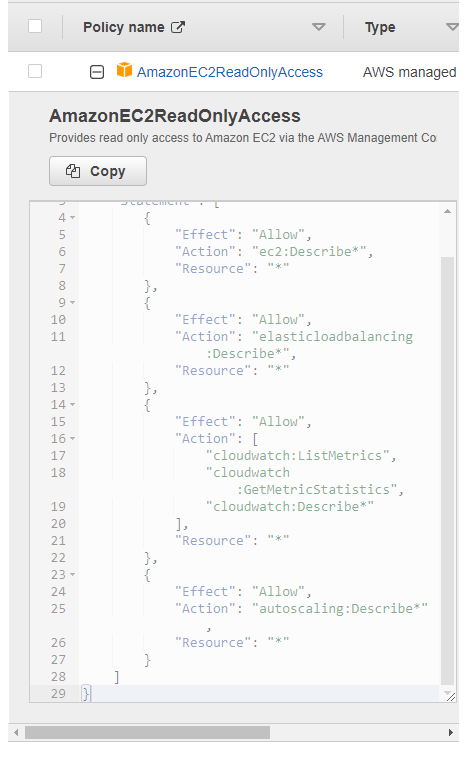 Policy name Type
AmazonEC2ReadOnlyAccess AWS managed
AmazonEC2ReadOnlyAccess
Provides read only access to Amazon EC2 via the AWS Management
Copy
"Statement": [
4 {
5 "Effect": "Allow",
6 "Action": "ec2:Describe*",
7 "Resource": "*"
8 },
9 {
10 "Effect": "Allow",
11 "Action": "elasticloadbalancing
:Describe*",
12 "Resource": "*"
13 },
14 {
15 "Effect": "Allow",
16 "Action": [
17 "cloudwatch:ListMetrics",
18 "cloudwatch
:GetMetricStatistics",
19 "cloudwatch:Describe*"
20 ],
21 "Resource": "*"
22 },
23 {
24 "Effect": "Allow",
25 "Action": "autoscaling:Describe*"
,
26 "Resource": "*"
27 }
28 ]
29 }